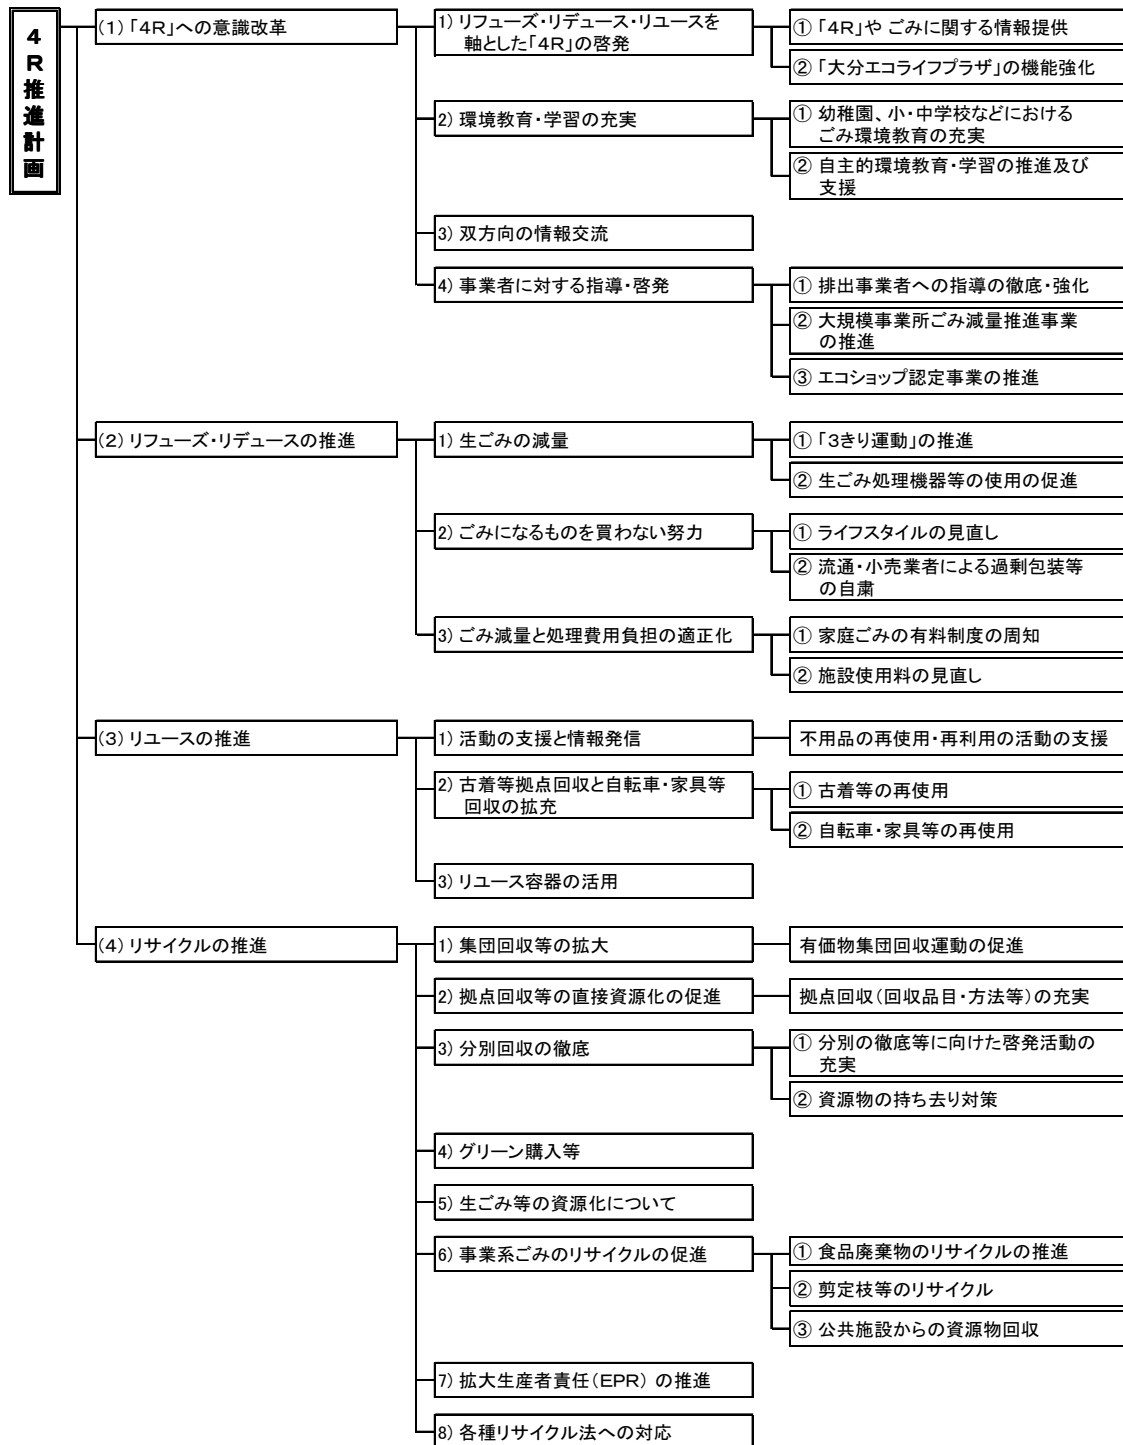 4R推進計画
(1)「4R」への意識改革
1) リフューズ・リデュース・リユースを
軸とした「4R」の啓発
① 「4R」や ごみに関する情報提供
② 「大分エコライフプラザ」の機能強化
2) 環境教育・学習の充実
① 幼稚園、小・中学校などにおける
ごみ環境教育の充実
② 自主的環境教育・学習の推進及び
支援
3) 双方向の情報交流
4) 事業者に対する指導・啓発
① 排出事業者への指導の徹底・強化
② 大規模事業所ごみ減量推進事業
の推進
③ エコショップ認定事業の推進
(2) リフューズ・リデュースの推進
1) 生ごみの減量
① 「3きり運動」の推進
② 生ごみ処理機器等の使用の促進
2) ごみになるものを買わない努力
① ライフスタイルの見直し
② 流通・小売業者による過剰包装等
の自粛
3) ごみ減量と処理費用負担の適正化
① 家庭ごみの有料制度の周知
② 施設使用料の見直し
(3) リユースの推進
1) 活動の支援と情報発信
不用品の再使用・再利用の活動の支援
2) 古着等拠点回収と自転車・家具等
回収の拡充
① 古着等の再使用
② 自転車・家具等の再使用
3) リユース容器の活用
(4) リサイクルの推進
1) 集団回収等の拡大
有価物集団回収運動の促進
2) 拠点回収等の直接資源化の促進
拠点回収(回収品目・方法等)の充実
3) 分別回収の徹底
① 分別の徹底等に向けた啓発活動の
充実
② 資源物の持ち去り対策
4) グリーン購入等
5) 生ごみ等の資源化について
6) 事業系ごみのリサイクルの促進
① 食品廃棄物のリサイクルの推進
② 剪定枝等のリサイクル
③ 公共施設からの資源物回収
7) 拡大生産者責任(EPR) の推進
8) 各種リサイクル法への対応